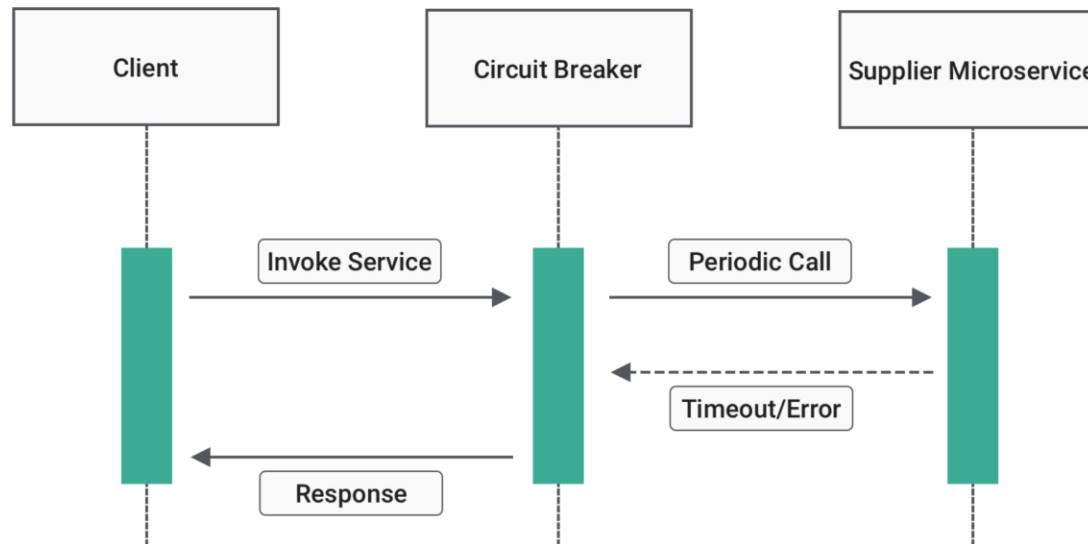 Client
Circuit Breaker
Supplier Microservice
Invoke Service
Periodic Call
Timeout/Error
Response